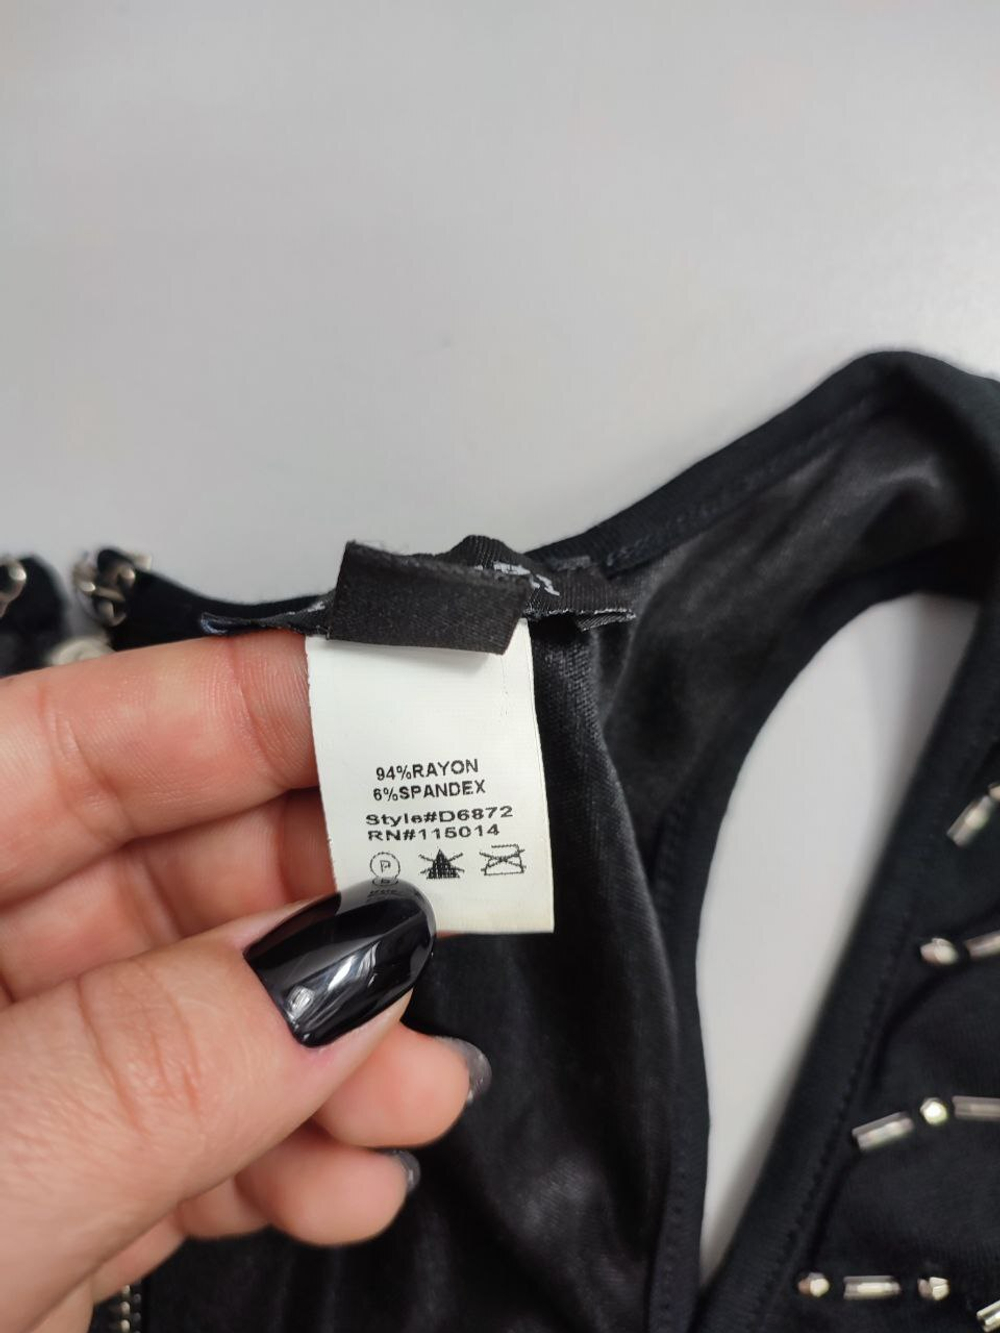 94%RAYON
6%SPANDEX
Style#D6872
RN#115014
P